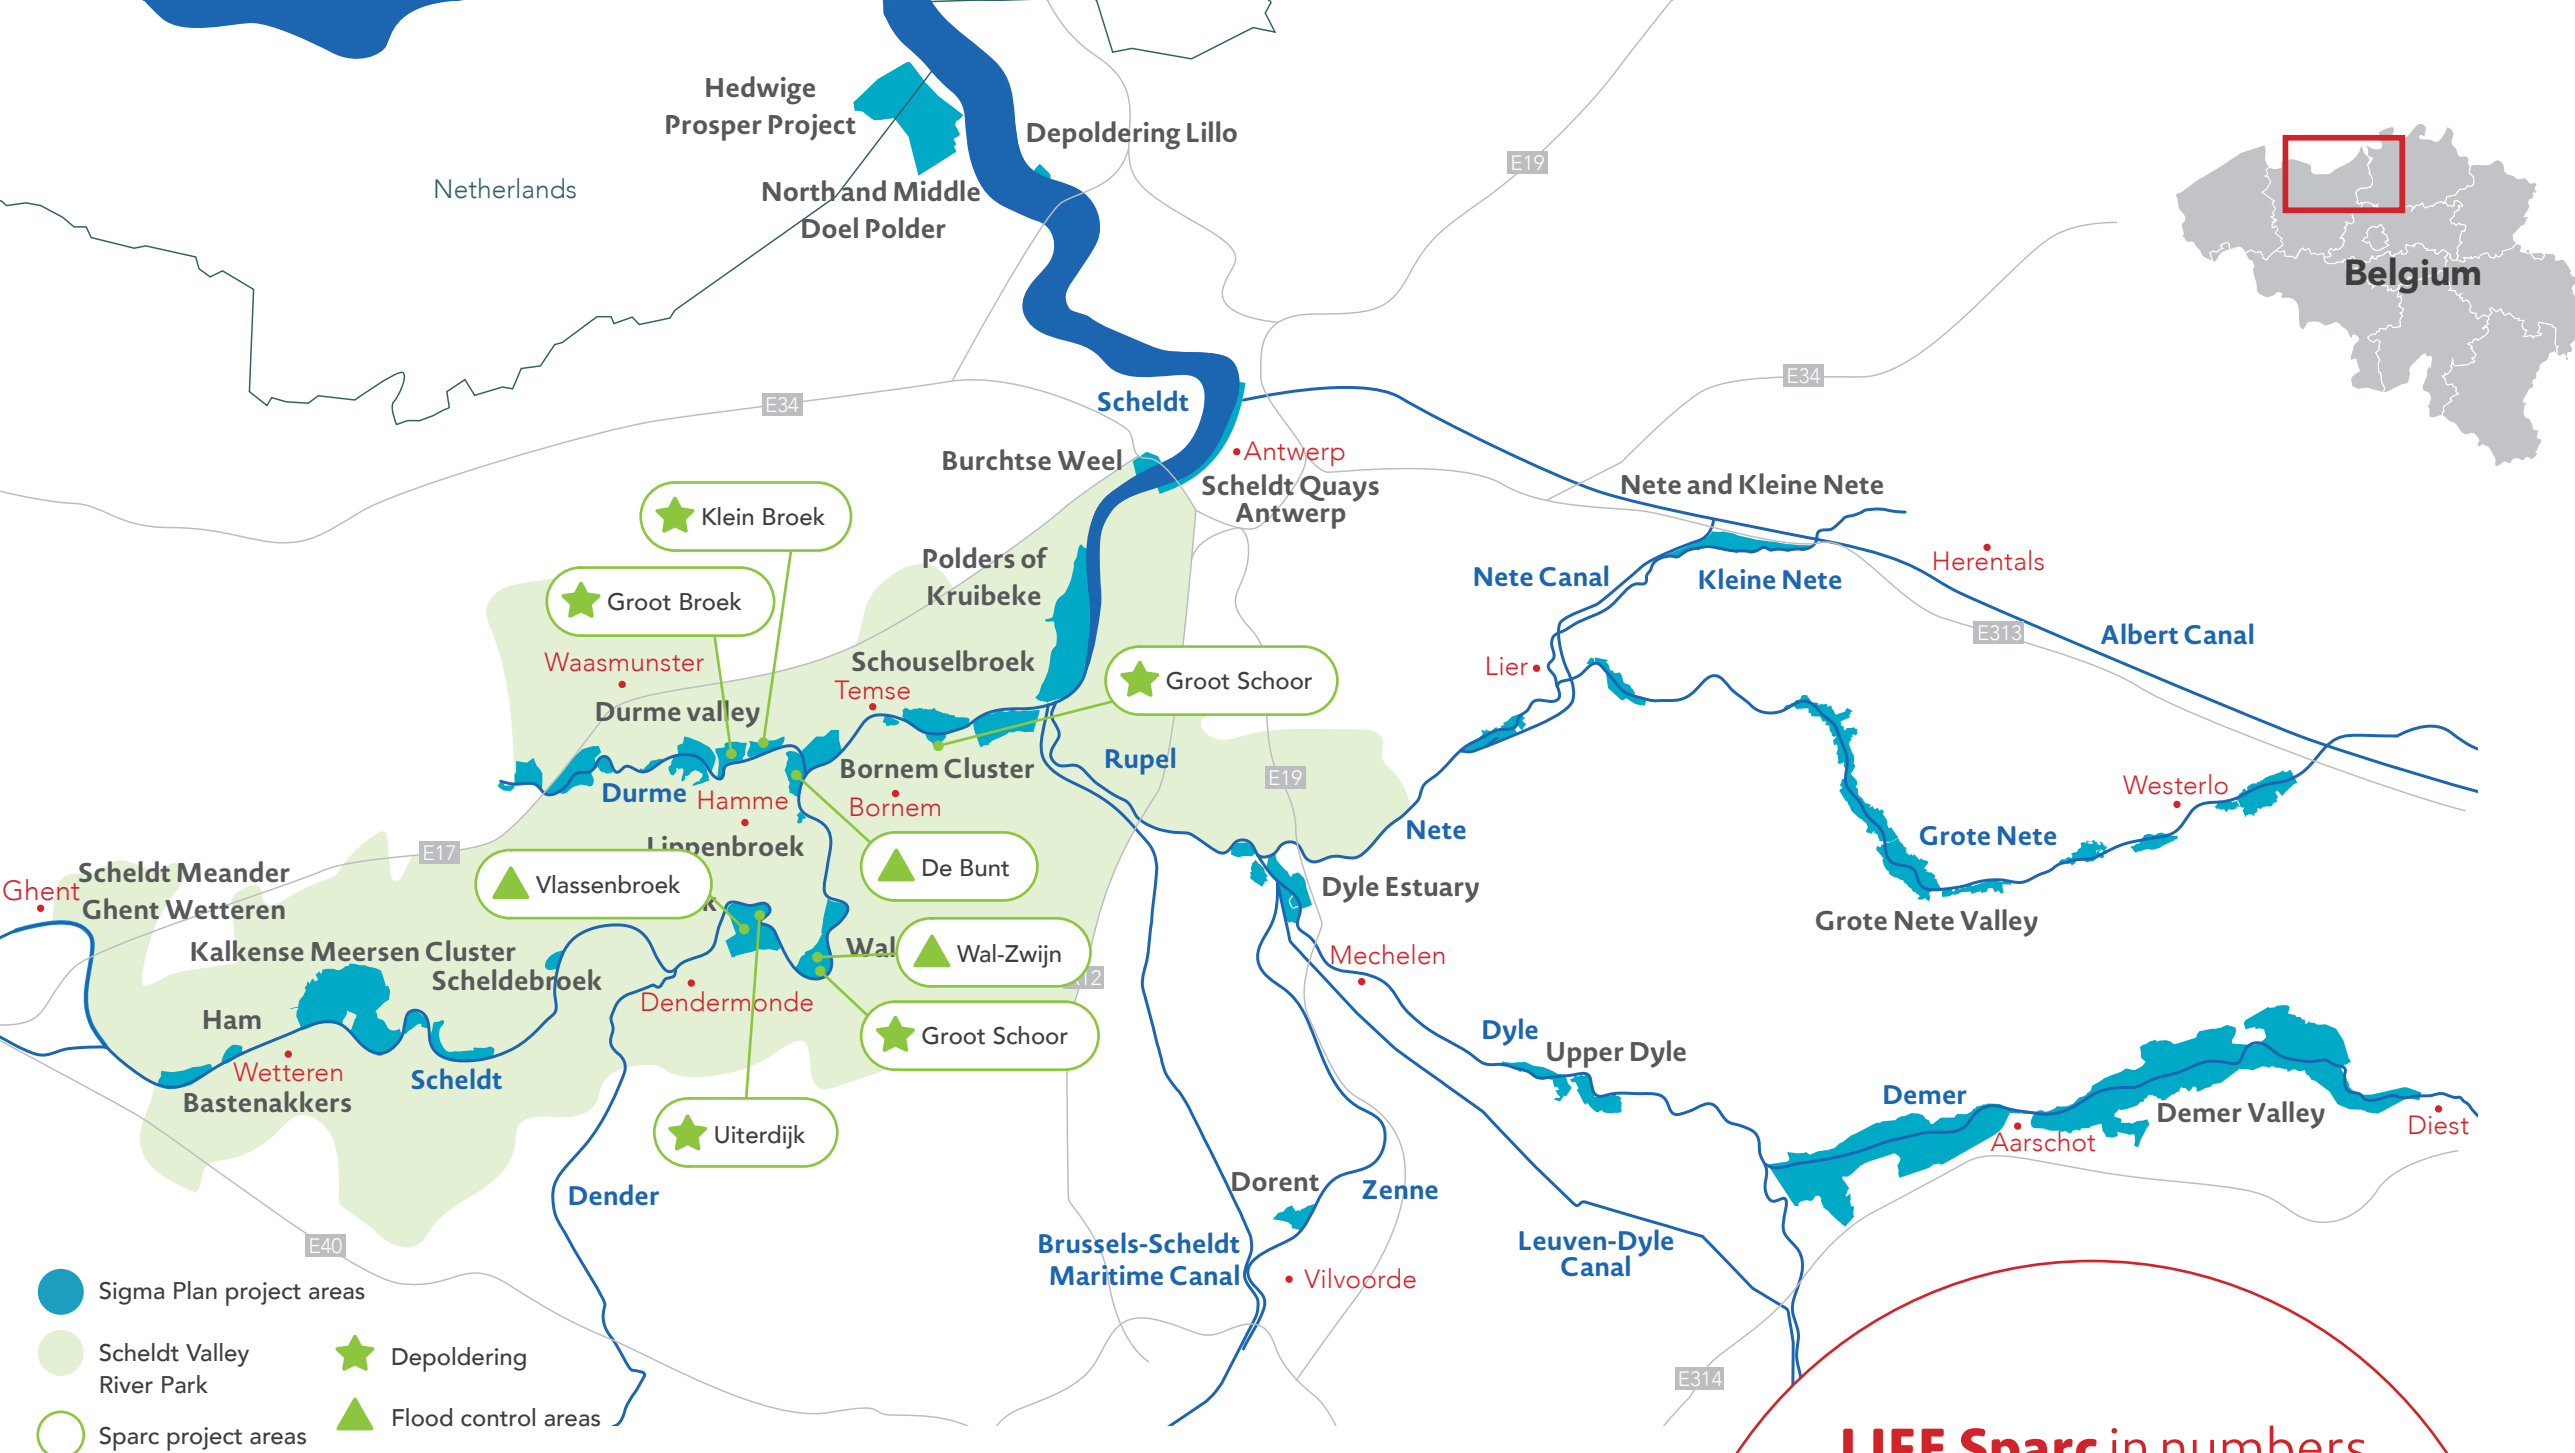 Hedwige
Prosper Project
Depoldering Lillo
Netherlands
North and Middle
Doel Polder
E19
Belgium
E34
E34
Scheldt
Burchtse Weel
Antwerp
Scheldt Quays
Antwerp
Nete and Kleine Nete
Klein Broek
Groot Broek
Polders of
Kruibeke
Nete Canal
Kleine Nete
Herentals
E313
Albert Canal
Waasmunster
Schouselbroek
Temse
Groot Schoor
Lier
Durme valley
Rupel
Bornem Cluster
E19
Westerlo
Durme
Hamme
Bornem
Nete
Grote Nete
Lippenbroek
E17
De Bunt
Scheldt Meander
Ghent Wetteren
Ghent
Vlassenbroek
k
Dyle Estuary
Grote Nete Valley
Kalkense Meersen Cluster
Scheldebroek
Wal
Wal-Zwijn
Mechelen
12
Dendermonde
Ham
Groot Schoor
Dyle
Upper Dyle
Wetteren
Bastenakkers
Scheldt
Demer
Demer Valley
Aarschot
Diest
Uiterdijk
Dender
Dorent
Zenne
E40
Brussels-Scheldt
Maritime Canal
Leuven-Dyle
Canal
Vilvoorde
Sigma Plan project areas
Scheldt Valley
River Park
Depoldering
E314
Flood control areas
Sparc project areas
LIFE Sparc in numbers